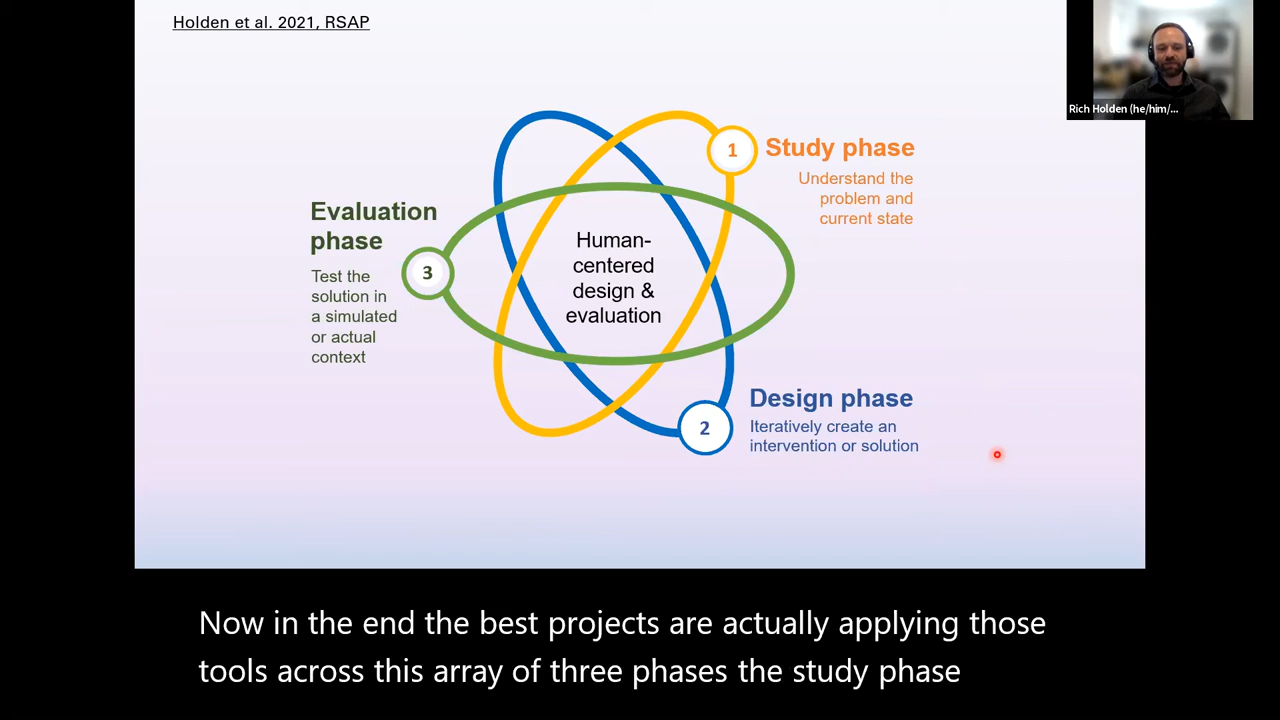 Holden et al. 2021, RSAP
Rich Holden (he/him/...
1
Study phase
Understand the
problem and
current state
Evaluation
phase
3
Test the
solution in
a simulated
or actual
context
Human-
centered
design &
evaluation
Design phase
2
Iteratively create an
intervention or solution
Now in the end the best projects are actually applying those
tools across this array of three phases the study phase